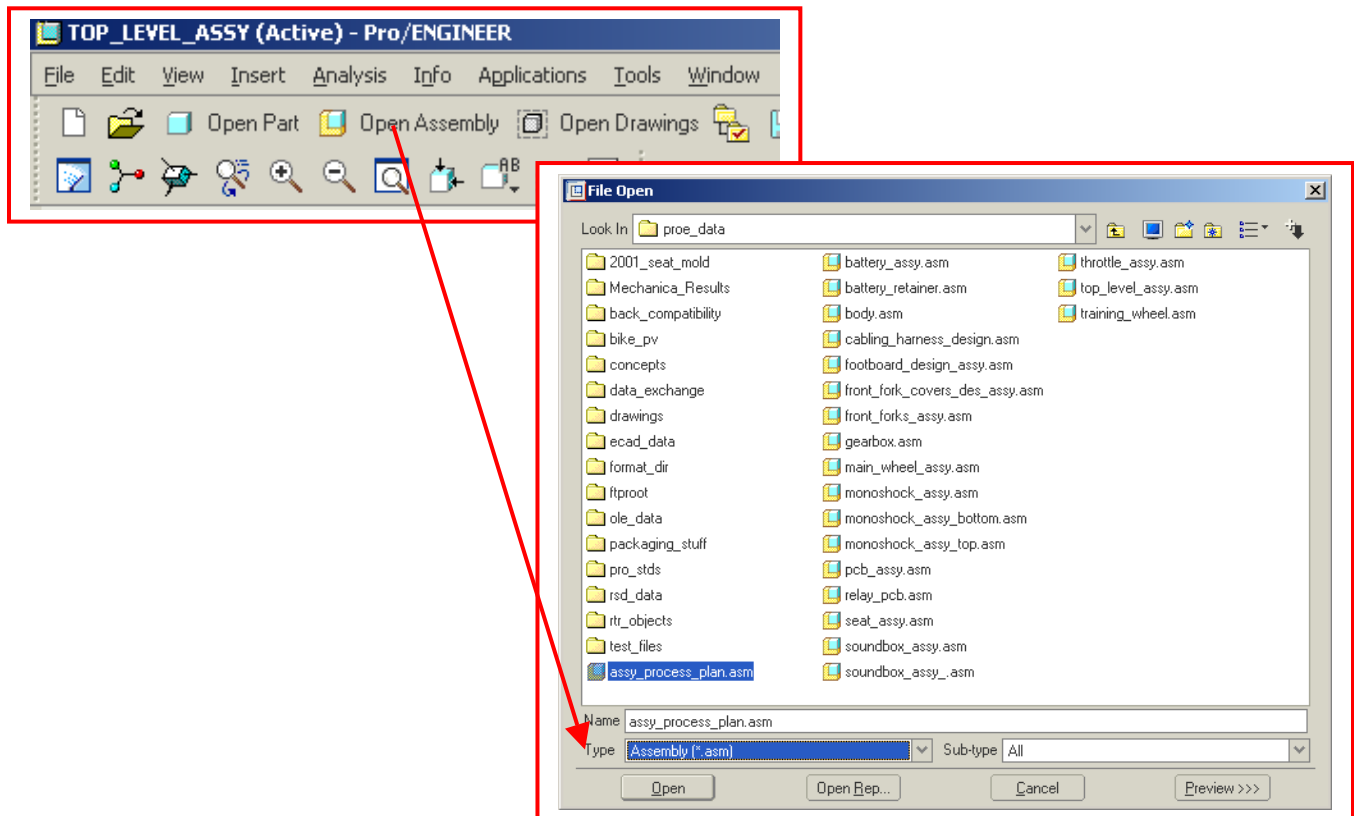 TOP_LEVEL_ASSY (Active) - Pro/ENGINEER
File Edit View Insert Analysis Info Applications Tools Window
Open Part Open Assembly Open Drawings
AB
File Open
Look In proe_data
2001_seat_mold battery_assy.asm throttle_assy.asm
Mechanica_Results battery_retainer.asm top_level_assy.asm
back_compatibility body.asm training_wheel.asm
bike_pv cabling_harness_design.asm
concepts footboard_design_assy.asm
data_exchange front_fork_covers_des_assy.asm
drawings front_forks_assy.asm
ecad_data gearbox.asm
format_dir main_wheel_assy.asm
ftproot monoshock_assy.asm
ole_data monoshock_assy_bottom.asm
packaging_stuff monoshock_assy_top.asm
pro_stds pcb_assy.asm
rsd_data relay_pcb.asm
rtr_objects seat_assy.asm
test_files soundbox_assy.asm
assy_process_plan.asm soundbox_assy_.asm
Name assy_process_plan.asm
Type Assembly (*.asm) Sub-type All
Open Open Rep... Cancel Preview >>>